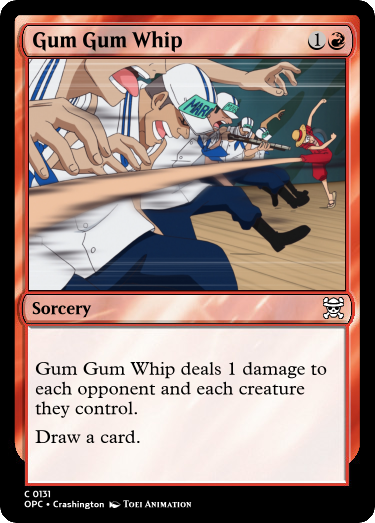 Gum Gum Whip 1
Sorcery
Gum Gum Whip deals 1 damage to
each opponent and each creature
they control.
Draw a card.
C 0131
OPC • Crashington TOEI ANIMATION